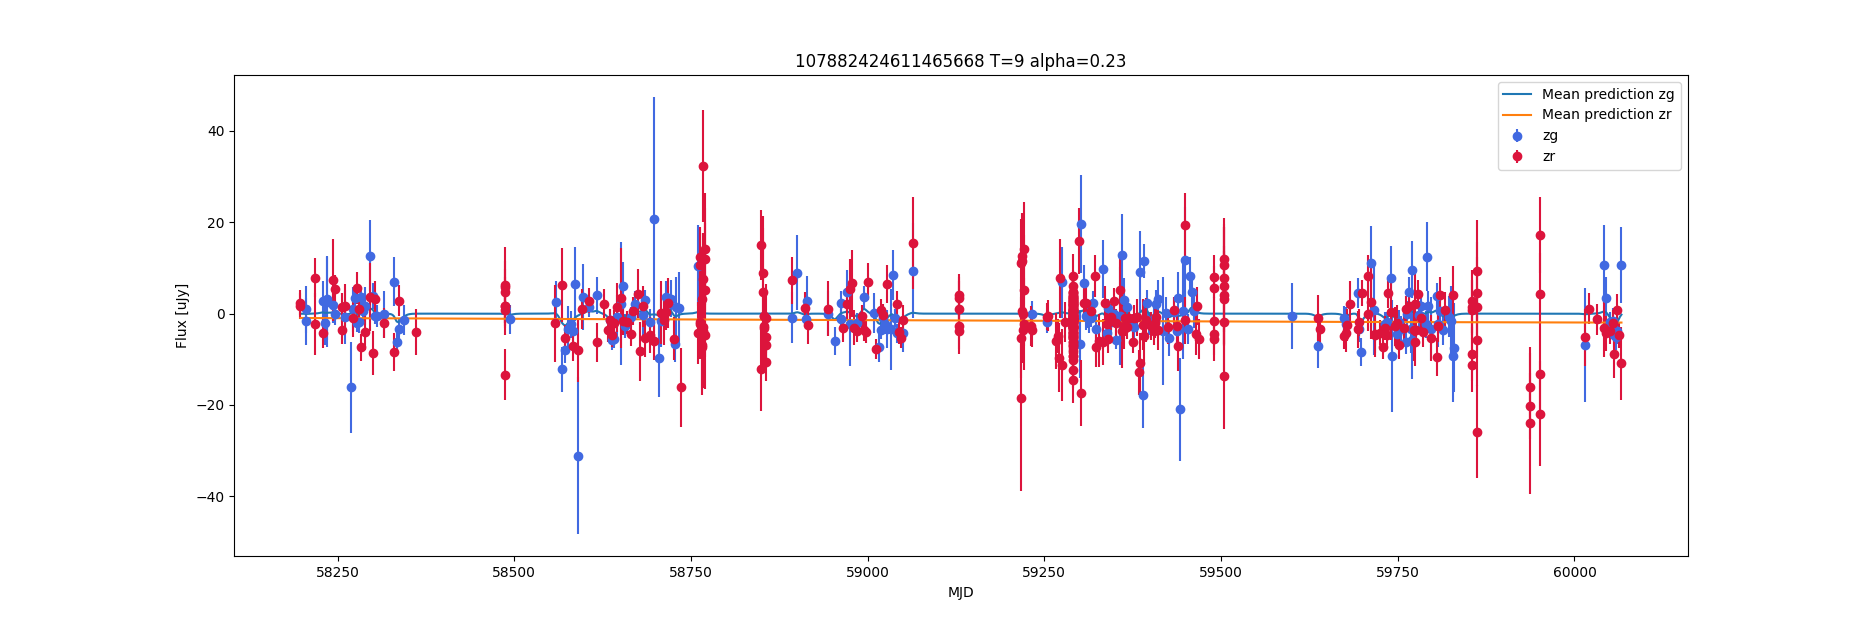 107882424611465668 T=9 alpha=0.23
Mean prediction zg
Mean prediction zr
zg
zr
Flux [uJy]
40
20
0
−20
−40
58250 58500 58750 59000 59250 59500 59750 60000
MJD